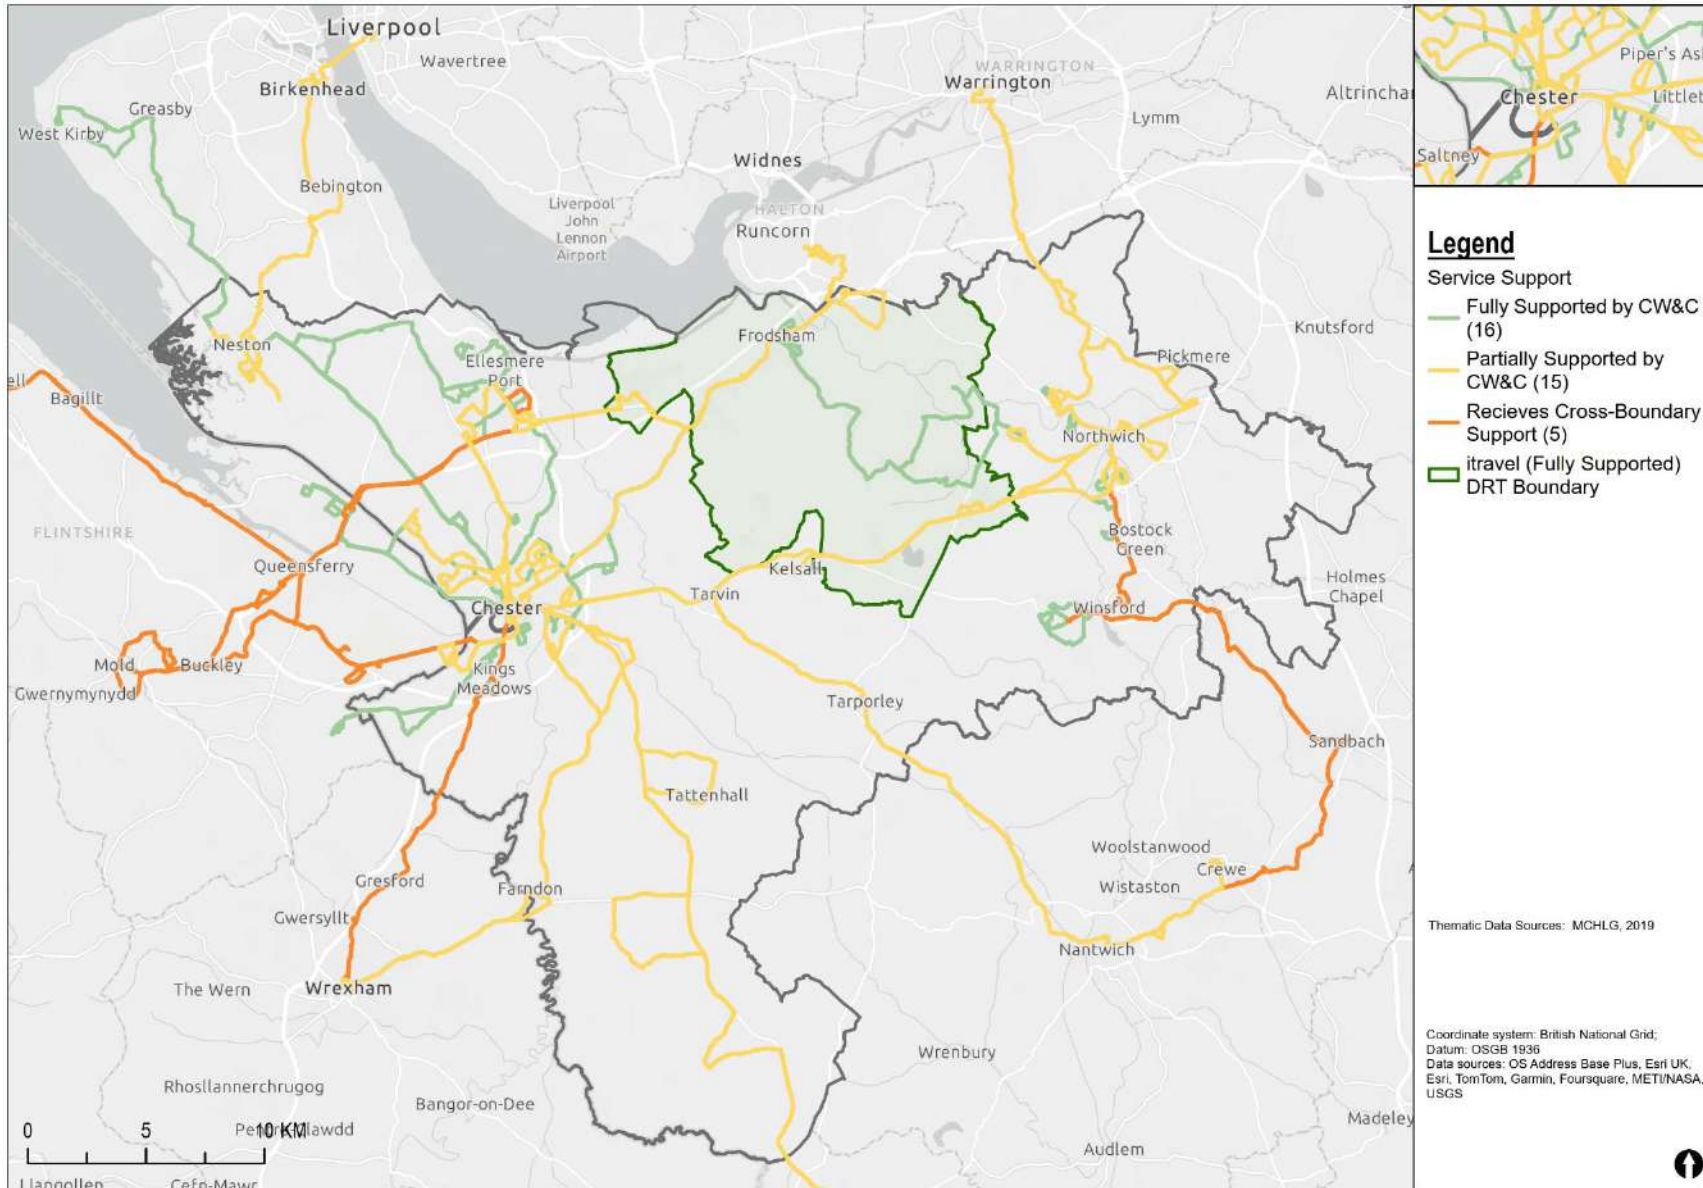 Liverpool
Wavertree
Birkenhead
Greasby
West Kirby
Bebington
WARRINGTON
Warrington
Altrinchar
Lymm
Widnes
Liverpool
John
Lennon
Airport
HALTON
Runcorn
Knutsford
Neston
Frodsham
Ellesmere
Port
Pickmere
ell
Bagillt
Northwich
FLINTSHIRE
Queensferry
Bostock
Green
Kelsall
Holmes
Chapel
Tarvin
Chester
Winsford
Mold
Buckley
Kings
Meadows
Gwernymynydd
Tarporley
Sandbach
Tattenhall
Woolstanwood
Crewe
Wistaston
Gresford
Farndon
Gwersyllt
Nantwich
The Wern
Wrexham
Wrenbury
Rhosllannerchrugog
Bangor-on-Dee
Madeley
Audlem
0
5
10 KM
Llangollen
Cefn-Mawr
Piper's As
Chester
Littlet
Saltney
Legend
Service Support
Fully Supported by CW&C
(16)
Partially Supported by
CW&C (15)
Recieves Cross-Boundary
Support (5)
itravel (Fully Supported)
DRT Boundary
Thematic Data Sources: MCHLG, 2019
Coordinate system: British National Grid;
Datum: OSGB 1936
Data sources: OS Address Base Plus, Esri UK,
Esri, TomTom, Garmin, Foursquare, METI/NASA,
USGS